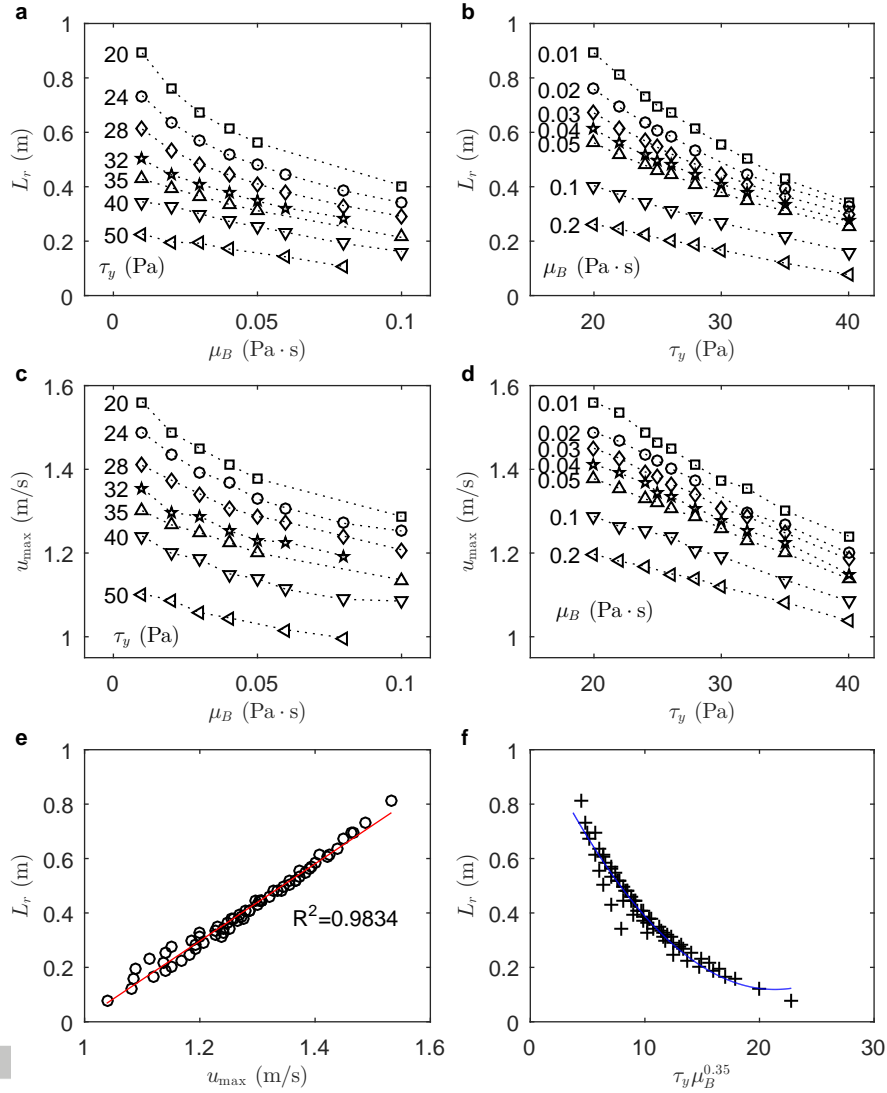 a
1
0.8
0.6
0.4
0.2
0
L_r (m)
20
24
28
32
35
40
50
τ_y (Pa)
0 0.05 0.1
μ_B (Pa · s)
b
1
0.8
0.6
0.4
0.2
0
L_r (m)
0.01
0.02
0.03
0.04
0.05
0.1
0.2
μ_B (Pa · s)
20 30 40
τ_y (Pa)
c
1.6
1.4
1.2
1
u_max (m/s)
20
24
28
32
35
40
50
τ_y (Pa)
0 0.05 0.1
μ_B (Pa · s)
d
1.6
1.4
1.2
1
u_max (m/s)
0.01
0.02
0.03
0.04
0.05
0.1
0.2
μ_B (Pa · s)
20 30 40
τ_y (Pa)
e
1
0.8
0.6
0.4
0.2
0
L_r (m)
R²=0.9834
1 1.2 1.4 1.6
u_max (m/s)
f
1
0.8
0.6
0.4
0.2
0
L_r (m)
0 10 20 30
τ_y μ_B^0.35